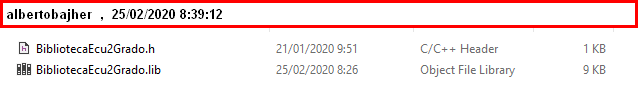 albertobajher , 25/02/2020 8:39:12
BibliotecaEcu2Grado.h 21/01/2020 9:51 C/C++ Header 1 KB
BibliotecaEcu2Grado.lib 25/02/2020 8:26 Object File Library 9 KB